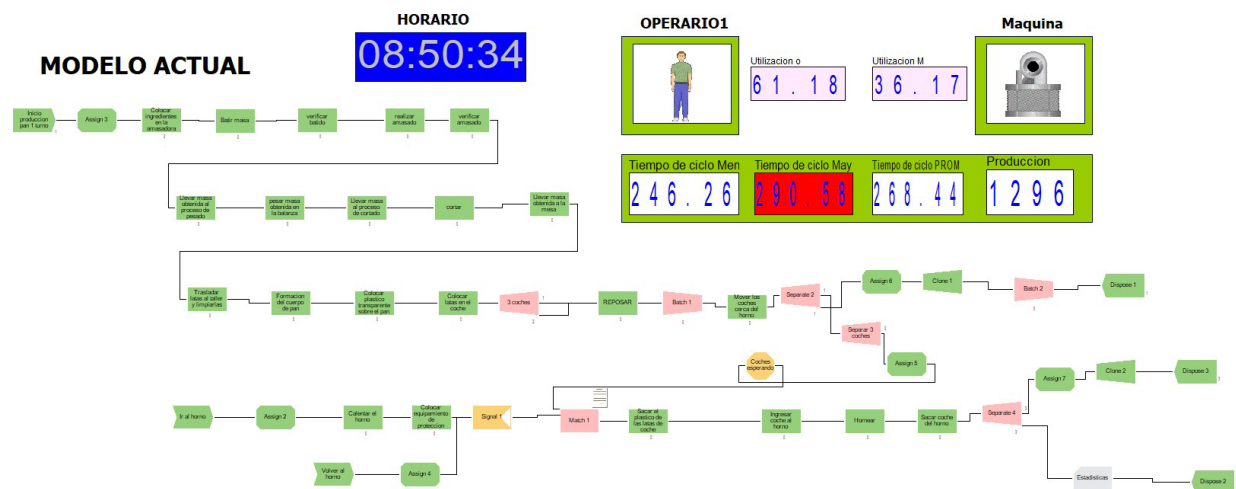 HORARIO
OPERARIO1
Maquina
08:50:34
MODELO ACTUAL
Utilizacion o
Utilizacion M
61.18
36.17
Tiempo de ciclo Men
Tiempo de ciclo May
Tiempo de ciclo PROM
Produccion
246.26
290.58
268.44
1296
Inicio
produccion
pan 1 turno
Assign 3
Colocar
ingredientes
en la
amasadora
Batir masa
verificar
batido
realizar
amasado
verificar
amasado
Llevar masa
obtenida al
proceso de
pesado
pesar masa
obtenida en
la balanza
Llevar masa
al proceso
de cortado
cortar
Llevar masa
obtenida a la
mesa
Trasladar
latas al taller
y limpiarlas
Formacion
del cuerpo
de pan
Colocar
plastico
transparente
sobre el pan
Colocar
latas en el
coche
3 coches
REPOSAR
Batch 1
Mover los
coches
cerca del
horno
Separate 2
Assign 6
Clone 1
Batch 2
Dispose 1
Separar 3
coches
Assign 5
Coches
esperando
Ir al horno
Assign 2
Calentar el
horno
Colocar
equipamiento
de
proteccion
Signal 1
Match 1
Sacar el
plastico de
las latas de
coche
Ingresar
coche al
horno
Hornear
Sacar coche
del horno
Separate 4
Assign 7
Clone 2
Dispose 3
Volver al
horno
Assign 4
Estadisticas
Dispose 2